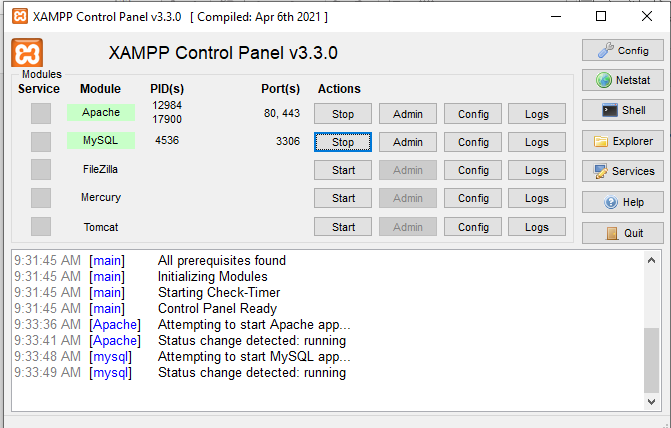 XAMPP Control Panel v3.3.0 [ Compiled: Apr 6th 2021 ]
XAMPP Control Panel v3.3.0
Config
Modules
Service Module PID(s) Port(s) Actions
Netstat
Apache 12984 17900 80, 443 Stop Admin Config Logs
Shell
MySQL 4536 3306 Stop Admin Config Logs
Explorer
FileZilla Start Admin Config Logs
Services
Mercury Start Admin Config Logs
Help
Tomcat Start Admin Config Logs
Quit
9:31:45 AM [main] All prerequisites found
9:31:45 AM [main] Initializing Modules
9:31:45 AM [main] Starting Check-Timer
9:31:45 AM [main] Control Panel Ready
9:33:36 AM [Apache] Attempting to start Apache app...
9:33:41 AM [Apache] Status change detected: running
9:33:48 AM [mysql] Attempting to start MySQL app...
9:33:49 AM [mysql] Status change detected: running